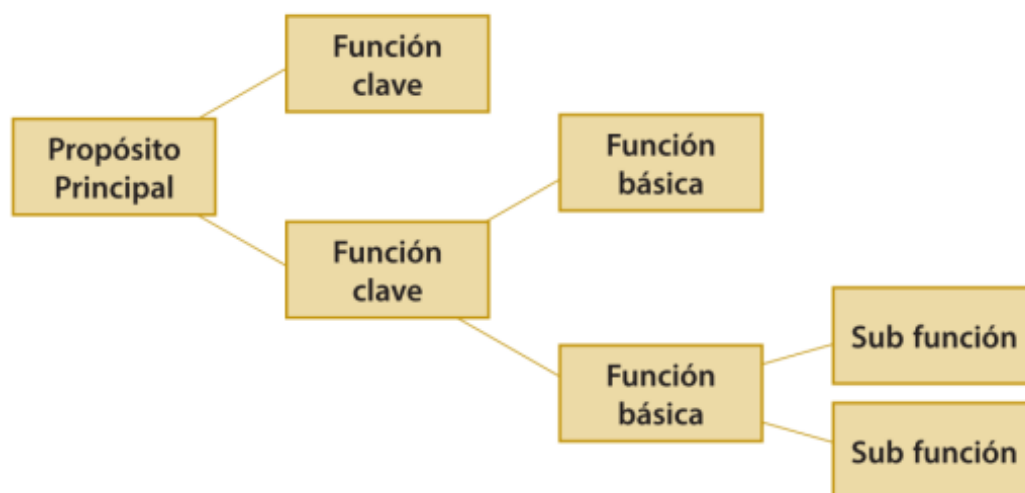 Función
clave
Propósito
Principal
Función
básica
Función
clave
Sub función
Función
básica
Sub función